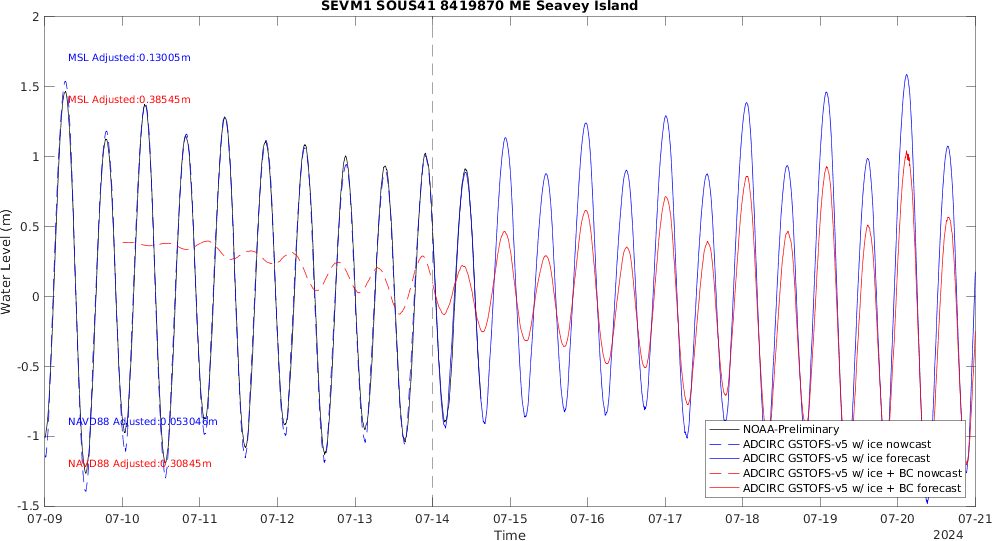 SEVM1 SOUS41 8419870 ME Seavey Island
2
1.5
1
0.5
0
-0.5
-1
-1.5
Water Level (m)
MSL Adjusted:0.13005m
MSL Adjusted:0.38545m
NAVD88 Adjusted:0.053046m
NAVD88 Adjusted:0.30845m
NOAA-Preliminary
ADCIRC GSTOFS-v5 w/ ice nowcast
ADCIRC GSTOFS-v5 w/ ice forecast
ADCIRC GSTOFS-v5 w/ ice + BC nowcast
ADCIRC GSTOFS-v5 w/ ice + BC forecast
07-09 07-10 07-11 07-12 07-13 07-14 07-15 07-16 07-17 07-18 07-19 07-20 07-21
Time
2024